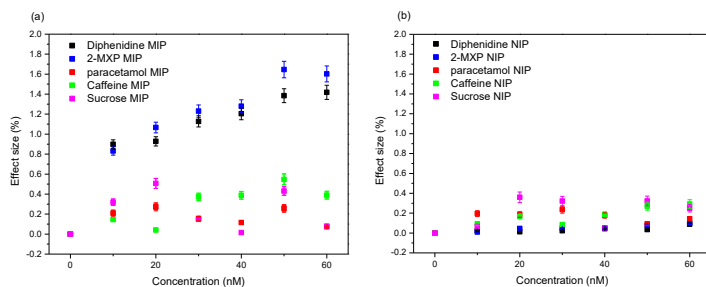 (a)
Diphenidine MIP
2-MXP MIP
paracetamol MIP
Caffeine MIP
Sucrose MIP
Effect size (%)
2.0
1.8
1.6
1.4
1.2
1.0
0.8
0.6
0.4
0.2
0.0
-0.2
0
10
20
30
40
50
60
Concentration (nM)
(b)
Diphenidine NIP
2-MXP NIP
paracetamol NIP
Caffeine NIP
Sucrose NIP
Effect size (%)
2.0
1.8
1.6
1.4
1.2
1.0
0.8
0.6
0.4
0.2
0.0
-0.2
0
10
20
30
40
50
60
Concentration (nM)